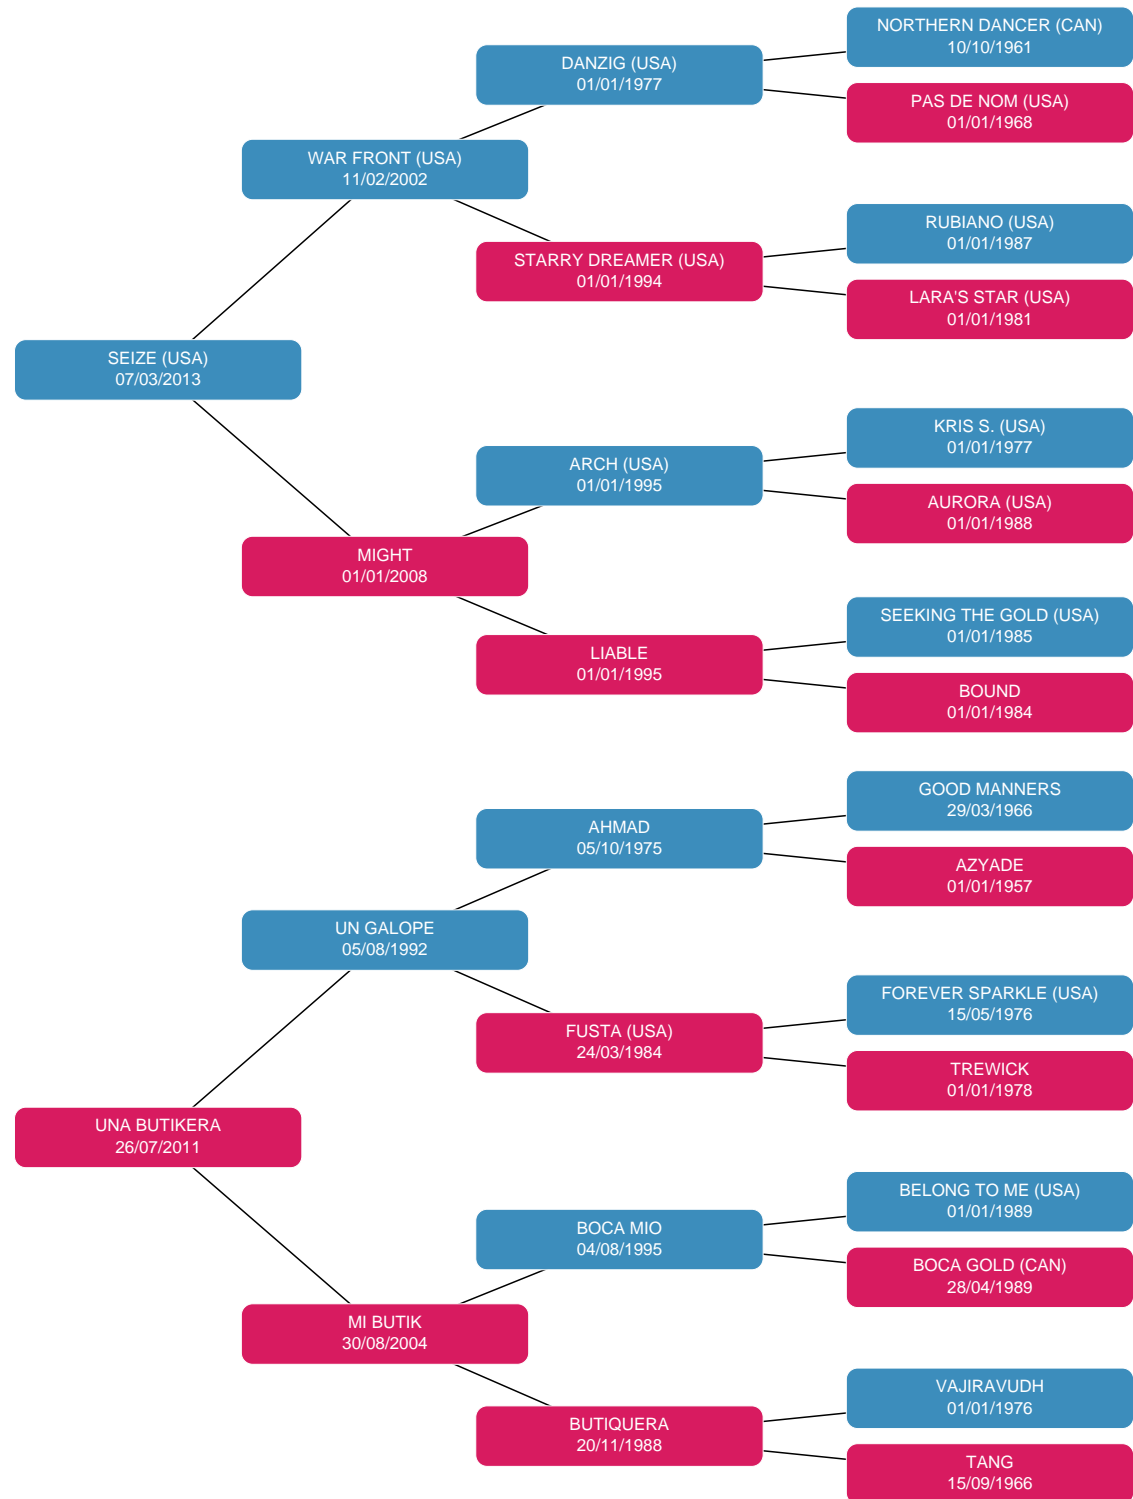 NORTHERN DANCER (CAN)
10/10/1961
DANZIG (USA)
01/01/1977
PAS DE NOM (USA)
01/01/1968
WAR FRONT (USA)
11/02/2002
RUBIANO (USA)
01/01/1987
STARRY DREAMER (USA)
01/01/1994
LARA'S STAR (USA)
01/01/1981
SEIZE (USA)
07/03/2013
KRIS S. (USA)
01/01/1977
ARCH (USA)
01/01/1995
AURORA (USA)
01/01/1988
MIGHT
01/01/2008
SEEKING THE GOLD (USA)
01/01/1985
LIABLE
01/01/1995
BOUND
01/01/1984
GOOD MANNERS
29/03/1966
AHMAD
05/10/1975
AZYADE
01/01/1957
UN GALOPE
05/08/1992
FOREVER SPARKLE (USA)
15/05/1976
FUSTA (USA)
24/03/1984
TREWICK
01/01/1978
UNA BUTIKERA
26/07/2011
BELONG TO ME (USA)
01/01/1989
BOCA MIO
04/08/1995
BOCA GOLD (CAN)
28/04/1989
MI BUTIK
30/08/2004
VAJIRAVUDH
01/01/1976
BUTIQUERA
20/11/1988
TANG
15/09/1966